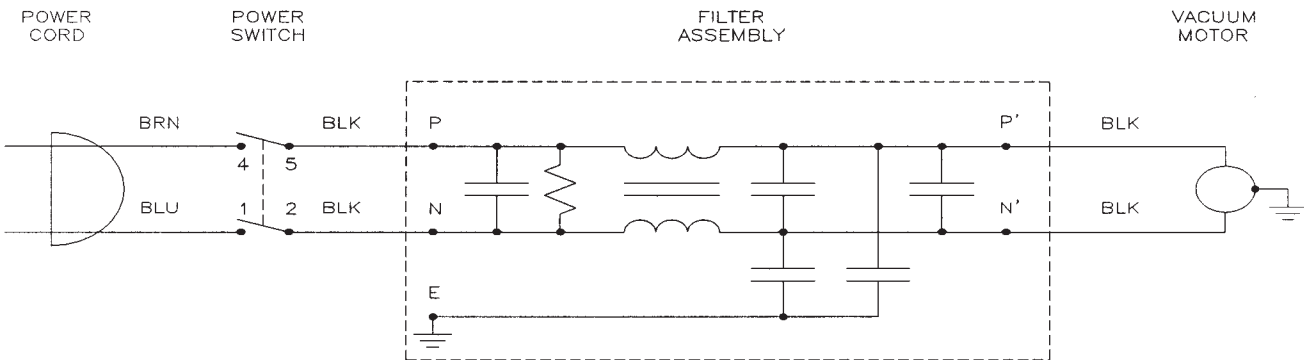 POWER
CORD
POWER
SWITCH
FILTER
ASSEMBLY
VACUUM
MOTOR
BRN
BLK
P
P'
BLK
4
5
BLU
1
2
BLK
N
N'
BLK
E